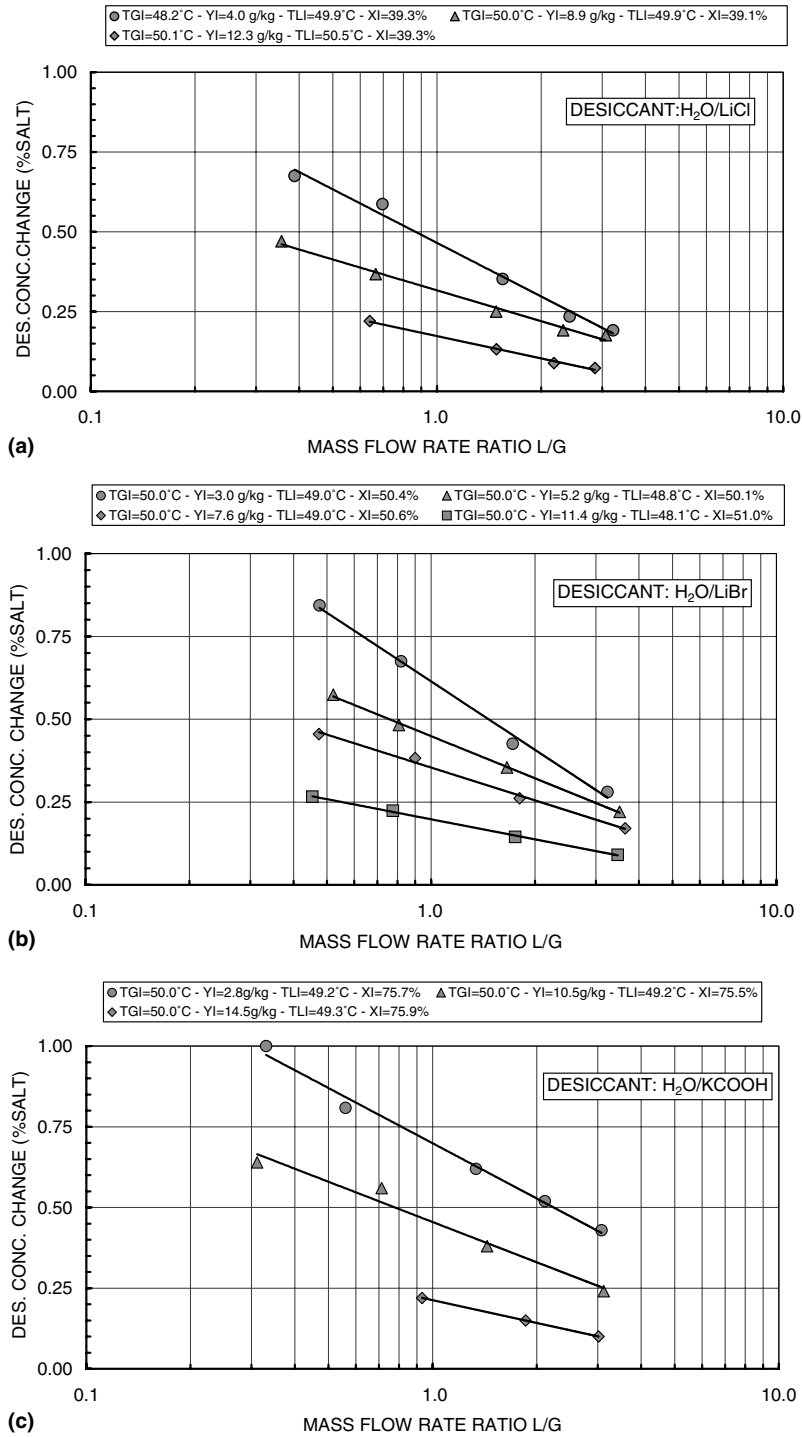 TGI=48.2˚C - YI=4.0 g/kg - TLI=49.9˚C - XI=39.3% TGI=50.0˚C - YI=8.9 g/kg - TLI=49.9˚C - XI=39.1%
TGI=50.1˚C - YI=12.3 g/kg - TLI=50.5˚C - XI=39.3%
1.00
DESICCANT:H₂O/LiCl
0.75
0.50
0.25
0.00
DES.CONC.CHANGE (%SALT)
0.1 1.0 10.0
(a) MASS FLOW RATE RATIO L/G
TGI=50.0˚C - YI=3.0 g/kg - TLI=49.0˚C - XI=50.4% TGI=50.0˚C - YI=5.2 g/kg - TLI=48.8˚C - XI=50.1%
TGI=50.0˚C - YI=7.6 g/kg - TLI=49.0˚C - XI=50.6% TGI=50.0˚C - YI=11.4 g/kg - TLI=48.1˚C - XI=51.0%
1.00
DESICCANT: H₂O/LiBr
0.75
0.50
0.25
0.00
DES. CONC. CHANGE (%SALT)
0.1 1.0 10.0
(b) MASS FLOW RATE RATIO L/G
TGI=50.0˚C - YI=2.8g/kg - TLI=49.2˚C - XI=75.7% TGI=50.0˚C - YI=10.5g/kg - TLI=49.2˚C - XI=75.5%
TGI=50.0˚C - YI=14.5g/kg - TLI=49.3˚C - XI=75.9%
1.00
DESICCANT: H₂O/KCOOH
0.75
0.50
0.25
0.00
DES. CONC. CHANGE (%SALT)
0.1 1.0 10.0
(c) MASS FLOW RATE RATIO L/G